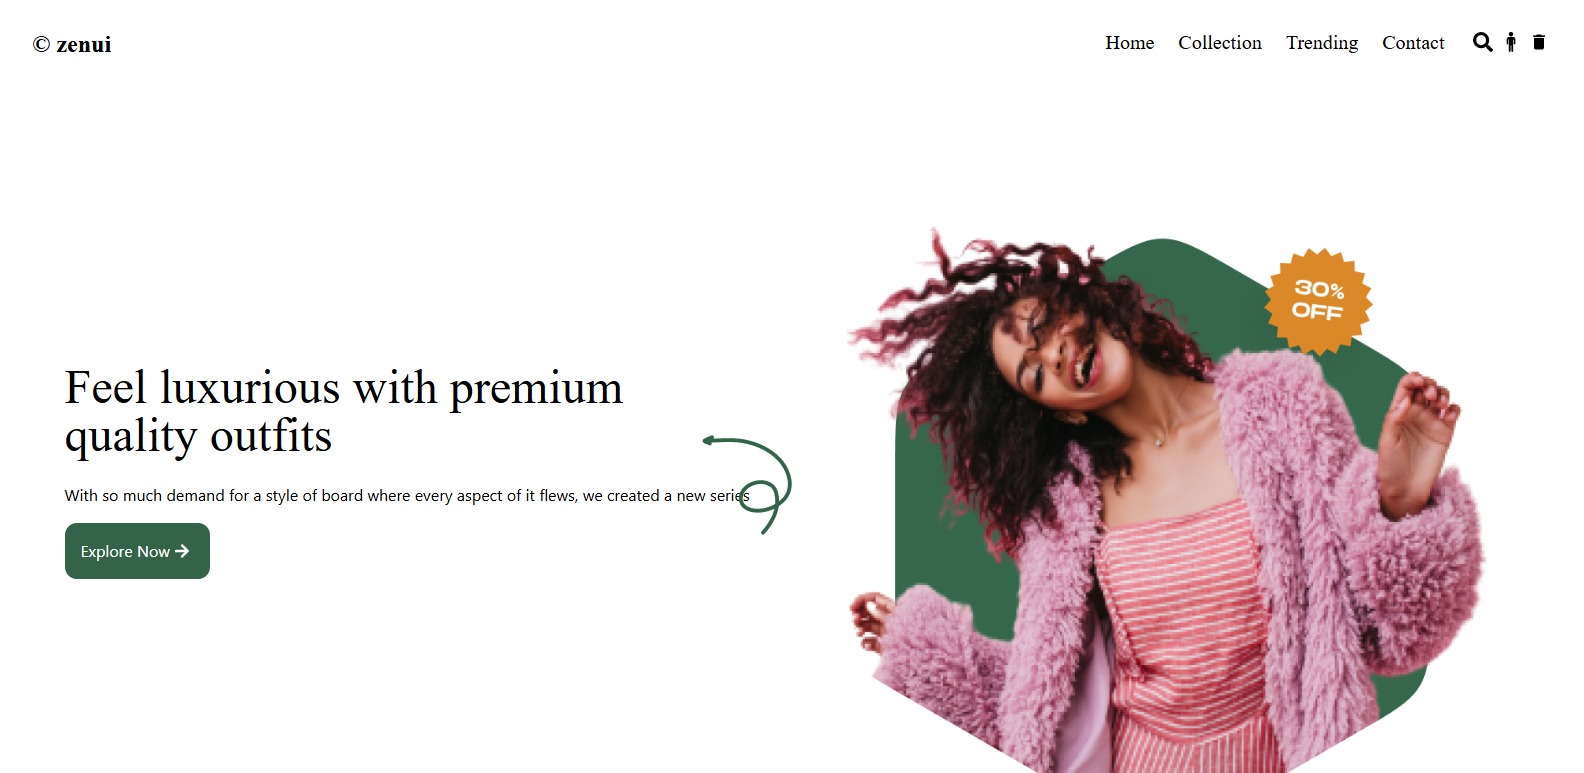 © zenui
Home Collection Trending Contact
30%
OFF
Feel luxurious with premium
quality outfits
With so much demand for a style of board where every aspect of it flews, we created a new series
Explore Now